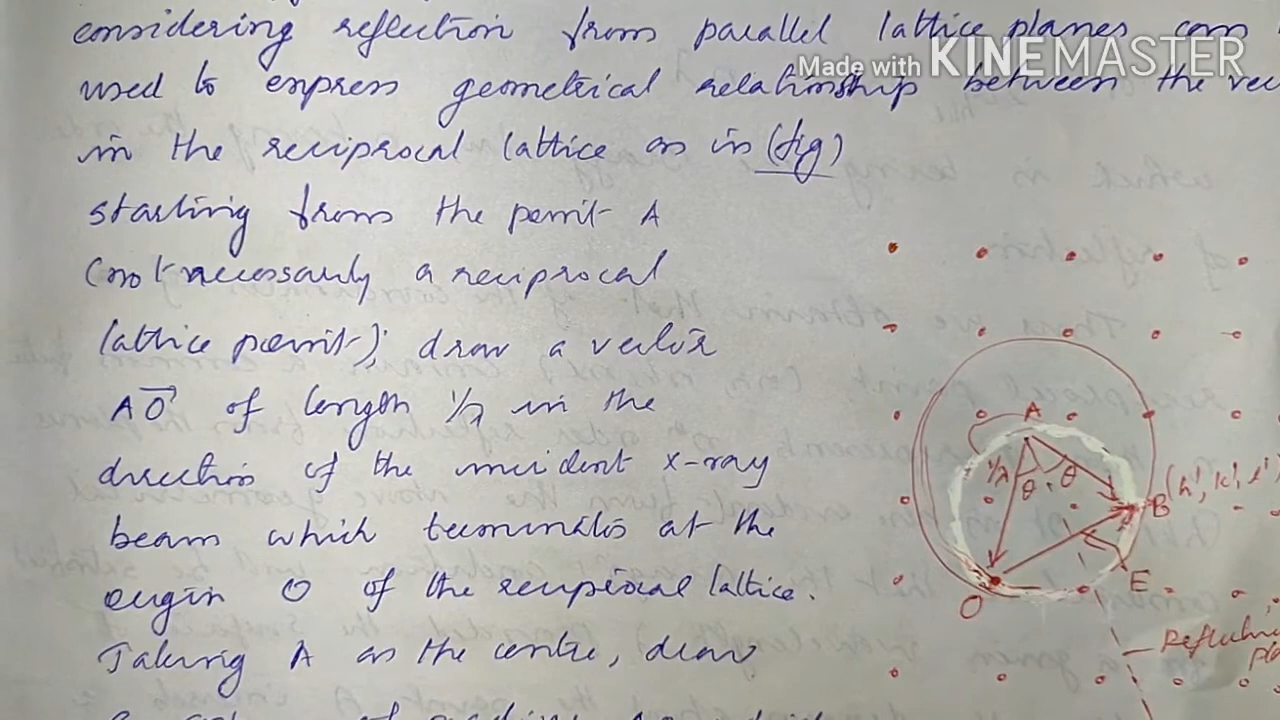 considering reflection from parallel lattice planes can
Made with KINEMASTER
used to express geometrical relationship between the vec
in the reciprocal lattice as in (fig)
starting from the point A
(not necessarily a reciprocal
lattice point), draw a vector
AO of length 1/λ in the
direction of the incident x-ray
beam which terminates at the
origin O of the reciprocal lattice.
Taking A as the centre, draw
A
1/λ
θ θ
B (h', k', l')
E
O
Reflecting
pla